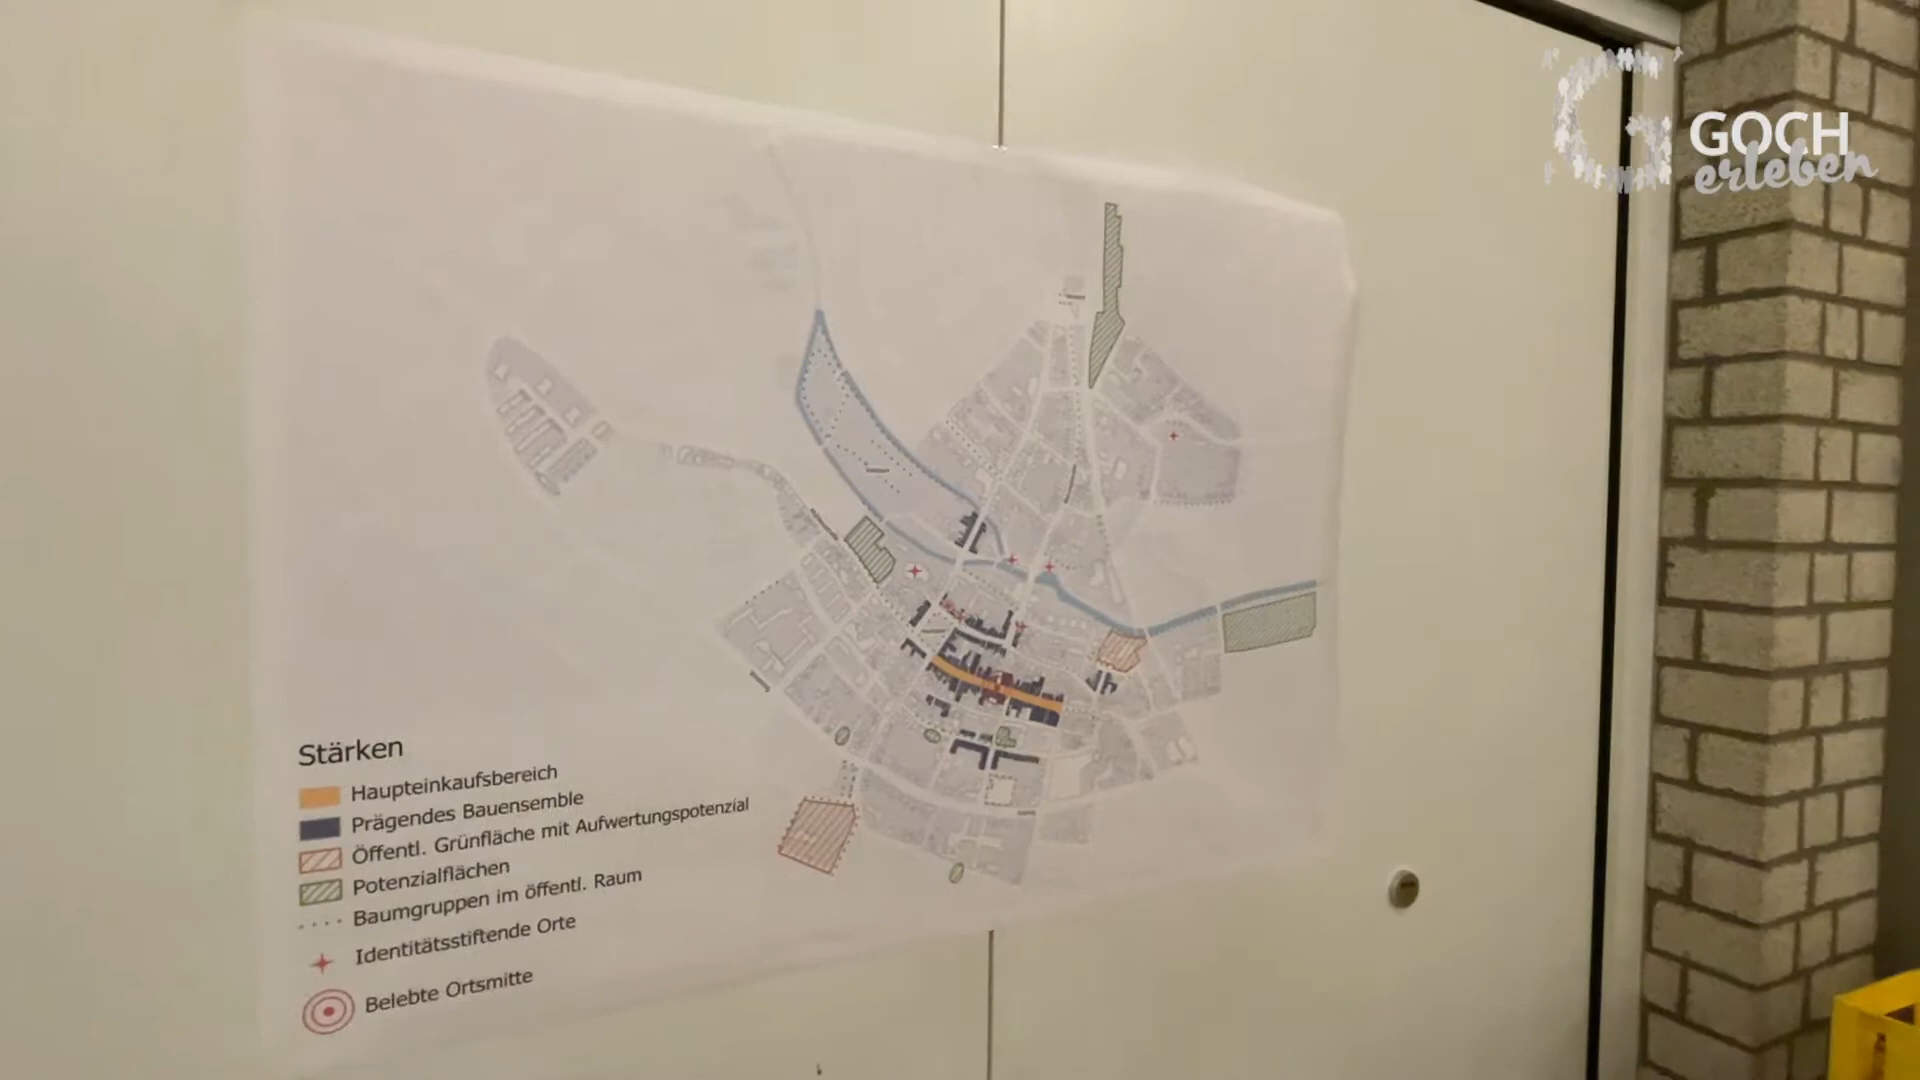 GOCH
erleben
Stärken
Haupteinkaufsbereich
Prägendes Bauensemble
Öffentl. Grünfläche mit Aufwertungspotenzial
Potenzialflächen
Baumgruppen im öffentl. Raum
Identitätsstiftende Orte
Belebte Ortsmitte